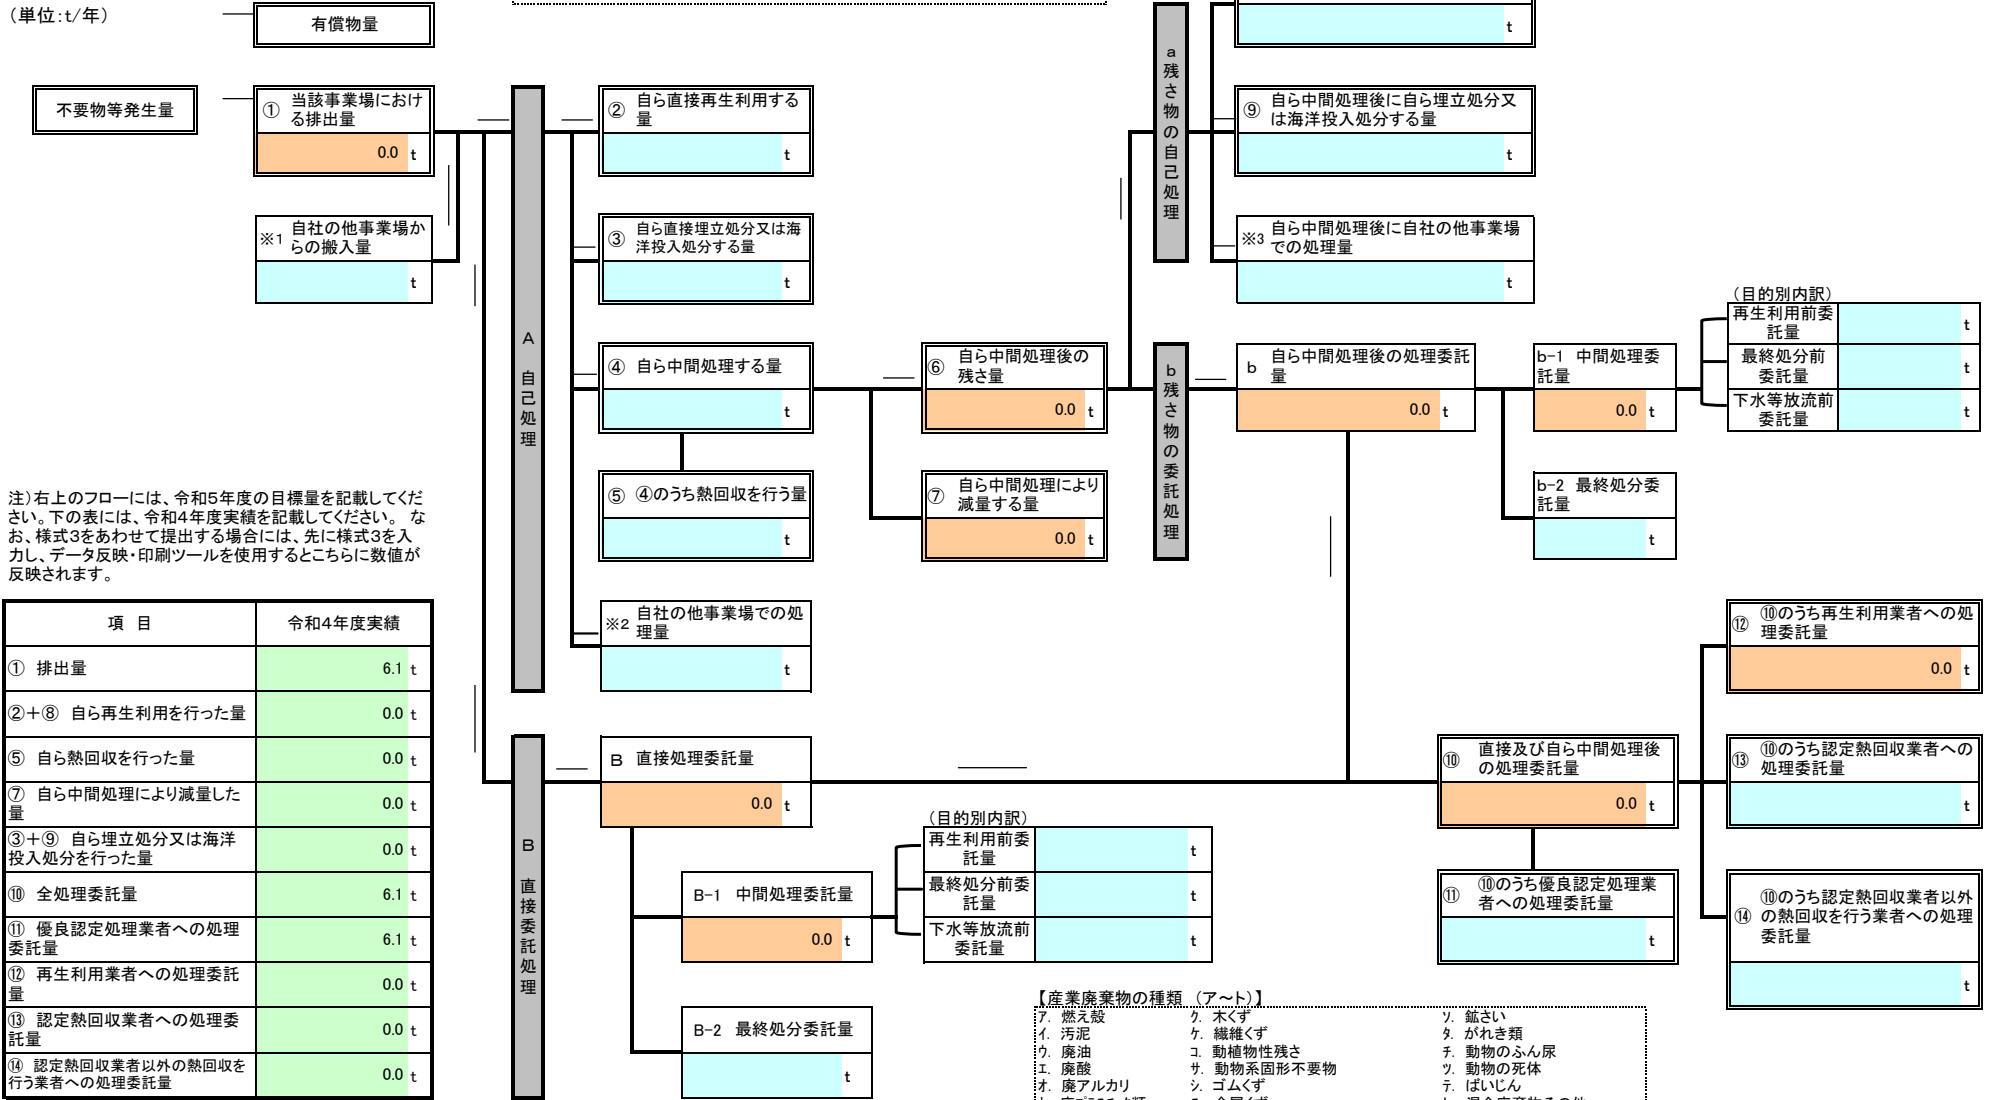 （単位：t/年）
有償物量
不要物等発生量
① 当該事業場におけ
る排出量
0.0 t
※1 自社の他事業場か
らの搬入量
t
A 自己処理
② 自ら直接再生利用する
量
t
③ 自ら直接埋立処分又は海
洋投入処分する量
t
④ 自ら中間処理する量
t
⑤ ④のうち熱回収を行う量
t
※2 自社の他事業場での処
理量
t
⑥ 自ら中間処理後の
残さ量
0.0 t
⑦ 自ら中間処理により
減量する量
0.0 t
a 残さ物の自己処理
t
⑨ 自ら中間処理後に自ら埋立処分又
は海洋投入処分する量
t
※3 自ら中間処理後に自社の他事業場
での処理量
t
b 残さ物の委託処理
b 自ら中間処理後の処理委託
量
0.0 t
b-1 中間処理委
託量
0.0 t
b-2 最終処分委
託量
t
（目的別内訳）
再生利用前委
託量
t
最終処分前
委託量
t
下水等放流前
委託量
t
注）右上のフローには、令和5年度の目標量を記載してくだ
さい。下の表には、令和4年度実績を記載してください。 な
お、様式3をあわせて提出する場合には、先に様式3を入
力し、データ反映・印刷ツールを使用するとこちらに数値が
反映されます。
項 目 令和4年度実績
① 排出量 6.1 t
②＋⑧ 自ら再生利用を行った量 0.0 t
⑤ 自ら熱回収を行った量 0.0 t
⑦ 自ら中間処理により減量した
量 0.0 t
③＋⑨ 自ら埋立処分又は海洋
投入処分を行った量 0.0 t
⑩ 全処理委託量 6.1 t
⑪ 優良認定処理業者への処理
委託量 6.1 t
⑫ 再生利用業者への処理委託
量 0.0 t
⑬ 認定熱回収業者への処理委
託量 0.0 t
⑭ 認定熱回収業者以外の熱回収を
行う業者への処理委託量 0.0 t
B 直接委託処理
B 直接処理委託量
0.0 t
B-1 中間処理委託量
0.0 t
B-2 最終処分委託量
t
（目的別内訳）
再生利用前委
託量
t
最終処分前委
託量
t
下水等放流前
委託量
t
⑩ 直接及び自ら中間処理後
の処理委託量
0.0 t
⑪ ⑩のうち優良認定処理業
者への処理委託量
t
⑫ ⑩のうち再生利用業者への処
理委託量
0.0 t
⑬ ⑩のうち認定熱回収業者への
処理委託量
t
⑭ ⑩のうち認定熱回収業者以外
の熱回収を行う業者への処理
委託量
t
【産業廃棄物の種類 （ア～ト）】
ア. 燃え殻 ク. 木くず ソ. 鉱さい
イ. 汚泥 ケ. 繊維くず タ. がれき類
ウ. 廃油 コ. 動植物性残さ チ. 動物のふん尿
エ. 廃酸 サ. 動物系固形不要物 ツ. 動物の死体
オ. 廃アルカリ シ. ゴムくず テ. ばいじん